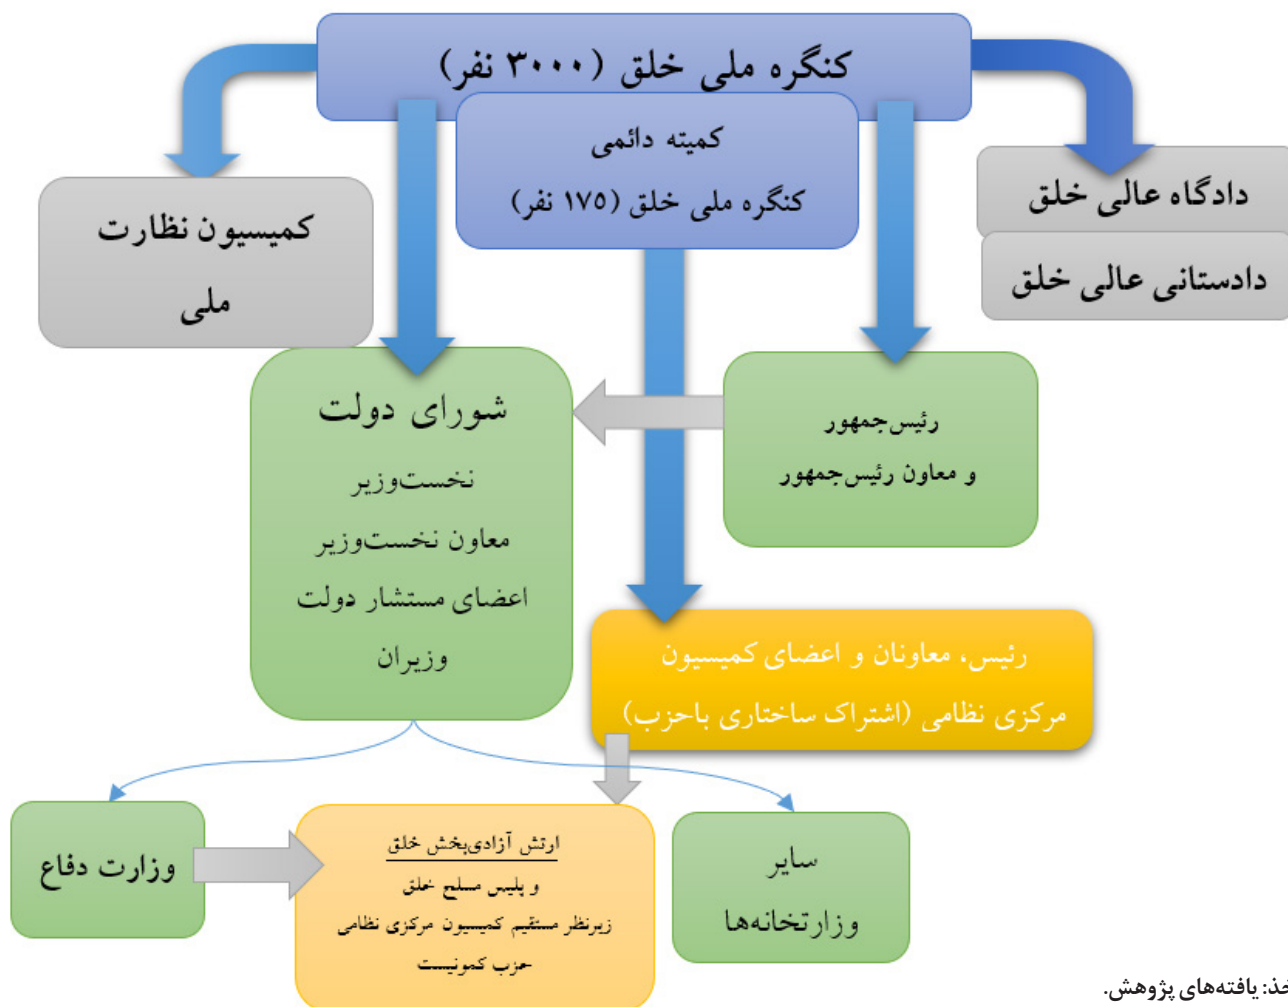 کنگره ملی خلق (۳۰۰۰ نفر)
کمیته دائمی
کنگره ملی خلق (۱۷۵ نفر)
دادگاه عالی خلق
دادستانی عالی خلق
کمیسیون نظارت
ملی
شورای دولت
نخست‌وزیر
معاون نخست‌وزیر
اعضای مستشار دولت
وزیران
رئیس‌جمهور
و معاون رئیس‌جمهور
رئیس، معاونان و اعضای کمیسیون
مرکزی نظامی (اشتراک ساختاری باحزب)
وزارت دفاع
ارتش آزادی‌بخش خلق
و پلیس مسلح خلق
زیرنظر مستقیم کمیسیون مرکزی نظامی
حزب کمونیست
سایر
وزارتخانه‌ها
یافته‌های پژوهش.